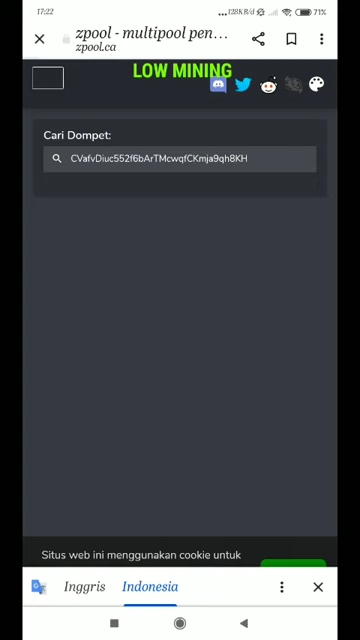 17:22
...128KB/d
71%
zpool - multipool pen...
zpool.ca
LOW MINING
Cari Dompet:
CVafvDiuc552f6bArTMcwqfCKmja9qh8KH
Situs web ini menggunakan cookie untuk
Inggris Indonesia